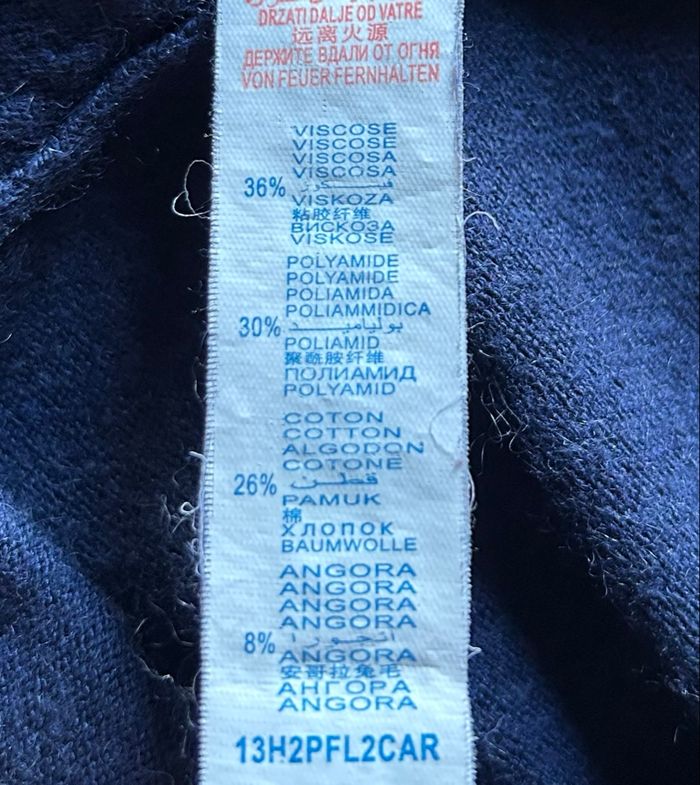 DRZATI DALJE OD VATRE
远离火源
ДЕРЖИТЕ ВДАЛИ ОТ ОГНЯ
VON FEUER FERNHALTEN
VISCOSE
VISCOSE
VISCOSA
VISCOSA
36% فيسكوز
VISKOZA
粘胶纤维
ВИСКОЗА
VISKOSE
POLYAMIDE
POLYAMIDE
POLIAMIDA
POLIAMMIDICA
30% بولياميد
POLIAMID
聚酰胺纤维
ПОЛИАМИД
POLYAMID
COTON
COTTON
ALGODON
COTONE
26% قطن
PAMUK
棉
ХЛОПОК
BAUMWOLLE
ANGORA
ANGORA
ANGORA
ANGORA
8% انجورا
ANGORA
安哥拉兔毛
АНГОРА
ANGORA
13H2PFL2CAR